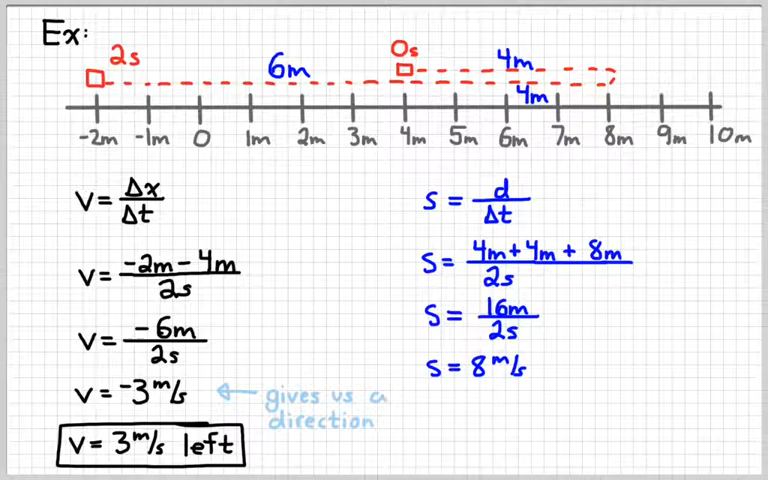 Ex:
2s
0s
6m
4m
4m
-2m -1m 0 1m 2m 3m 4m 5m 6m 7m 8m 9m 10m
V = Δx / Δt
V = -2m - 4m / 2s
V = -6m / 2s
V = -3 m/s
gives us a
direction
V = 3 m/s left
s = d / Δt
s = 4m + 4m + 8m / 2s
s = 16m / 2s
s = 8 m/s